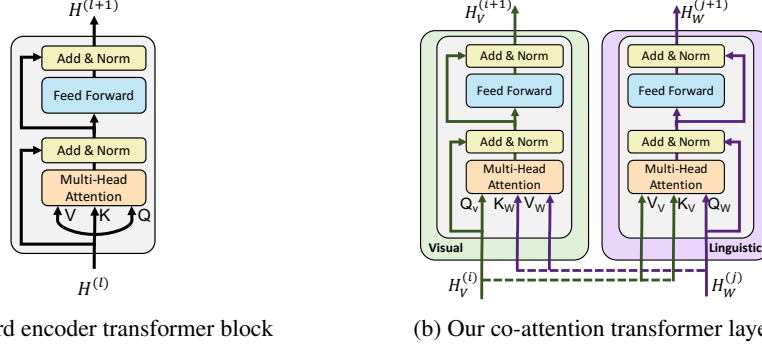 H^(l+1)
Add & Norm
Feed Forward
Add & Norm
Multi-Head
Attention
V K Q
H^(l)
rd encoder transformer block
H_V^(i+1)
Add & Norm
Feed Forward
Add & Norm
Multi-Head
Attention
Q_v K_W V_W
Visual
H_V^(i)
H_W^(j+1)
Add & Norm
Feed Forward
Add & Norm
Multi-Head
Attention
V_V K_V Q_W
Linguistic
H_W^(j)
(b) Our co-attention transformer laye